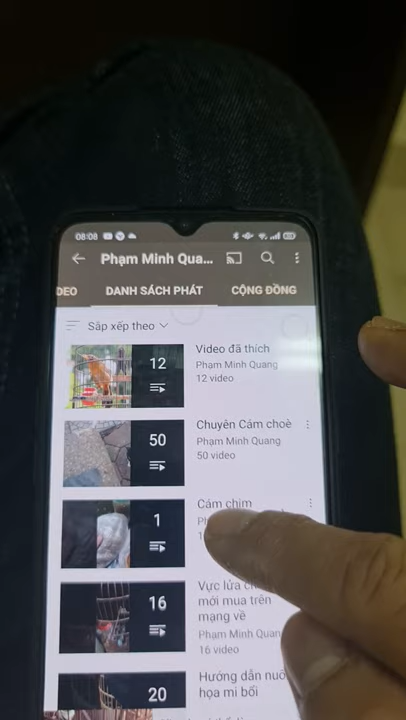 08:08
Phạm Minh Qua...
DEO
DANH SÁCH PHÁT
CỘNG ĐỒNG
Sắp xếp theo
12
Video đã thích
Phạm Minh Quang
12 video
50
Chuyên Cám choè
Phạm Minh Quang
50 video
1
Cám chim
16
Vực lửa
mới mua trên
mạng về
Phạm Minh Quan
16 video
20
Hướng dẫn nuô
họa mi bổi